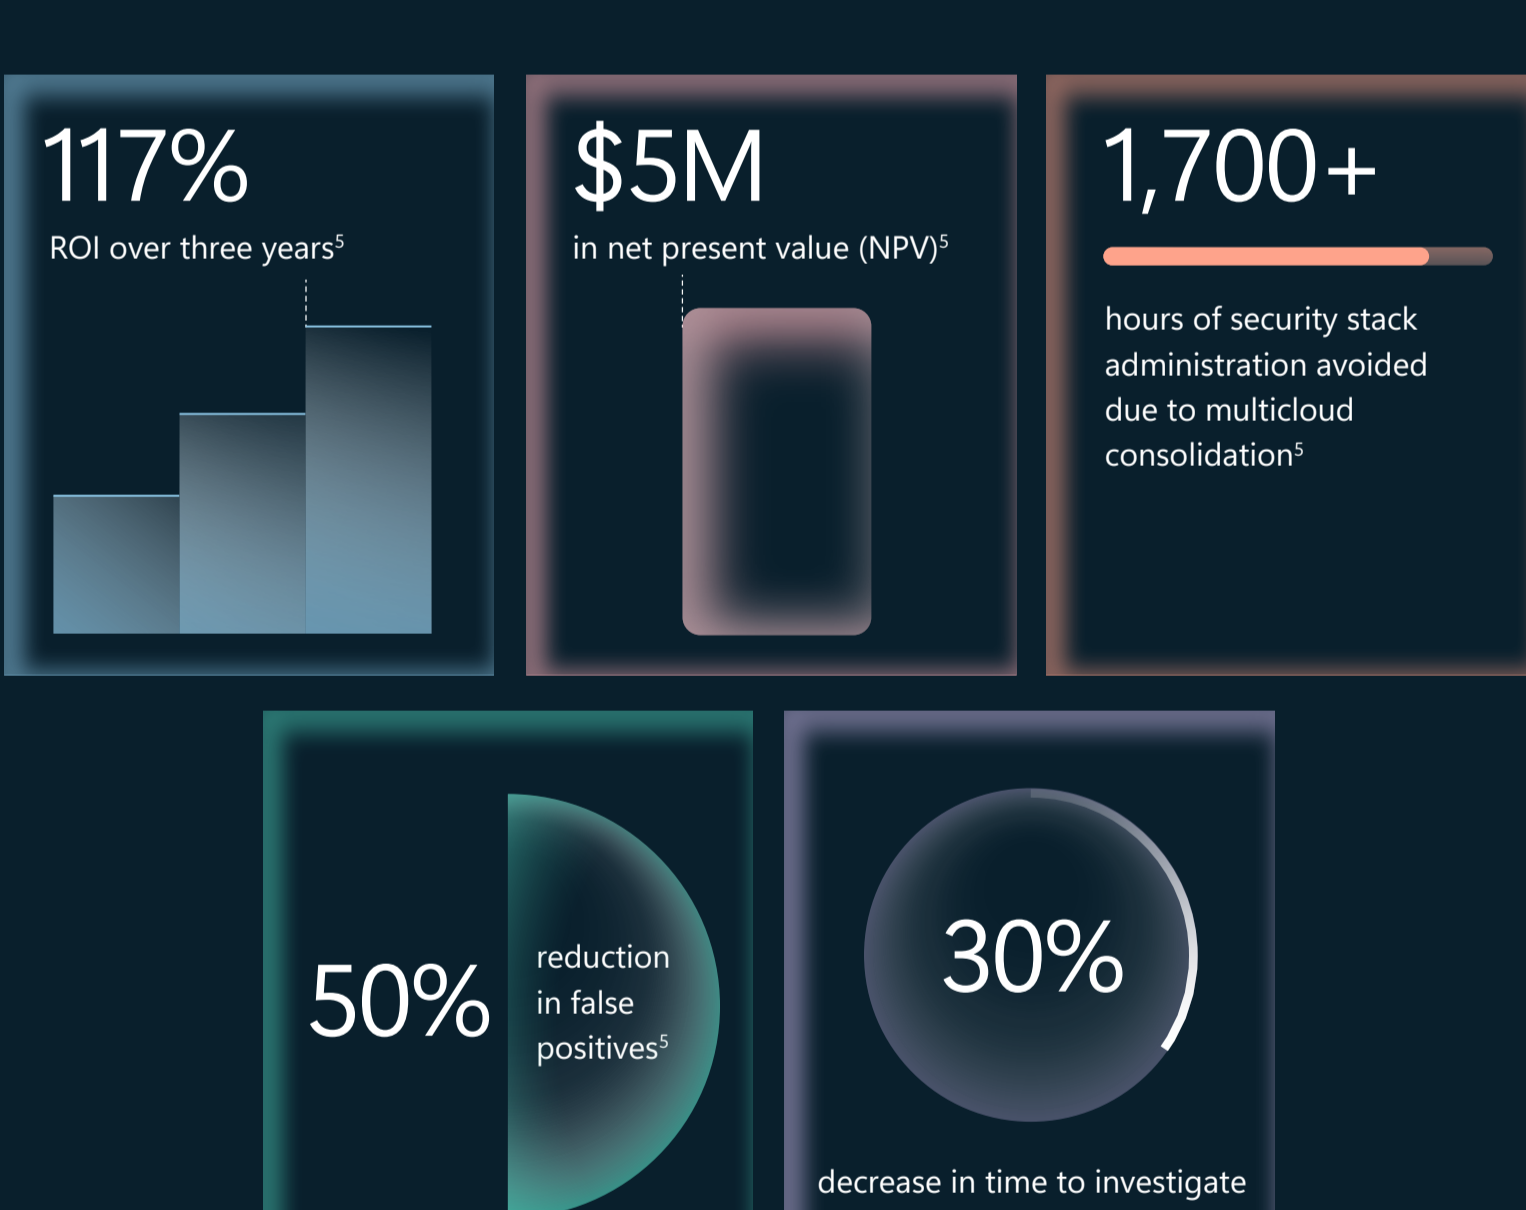 117%
ROI over three years⁵
$5M
in net present value (NPV)⁵
1,700+
hours of security stack
administration avoided
due to multicloud
consolidation⁵
50%
reduction
in false
positives⁵
30%
decrease in time to investigate